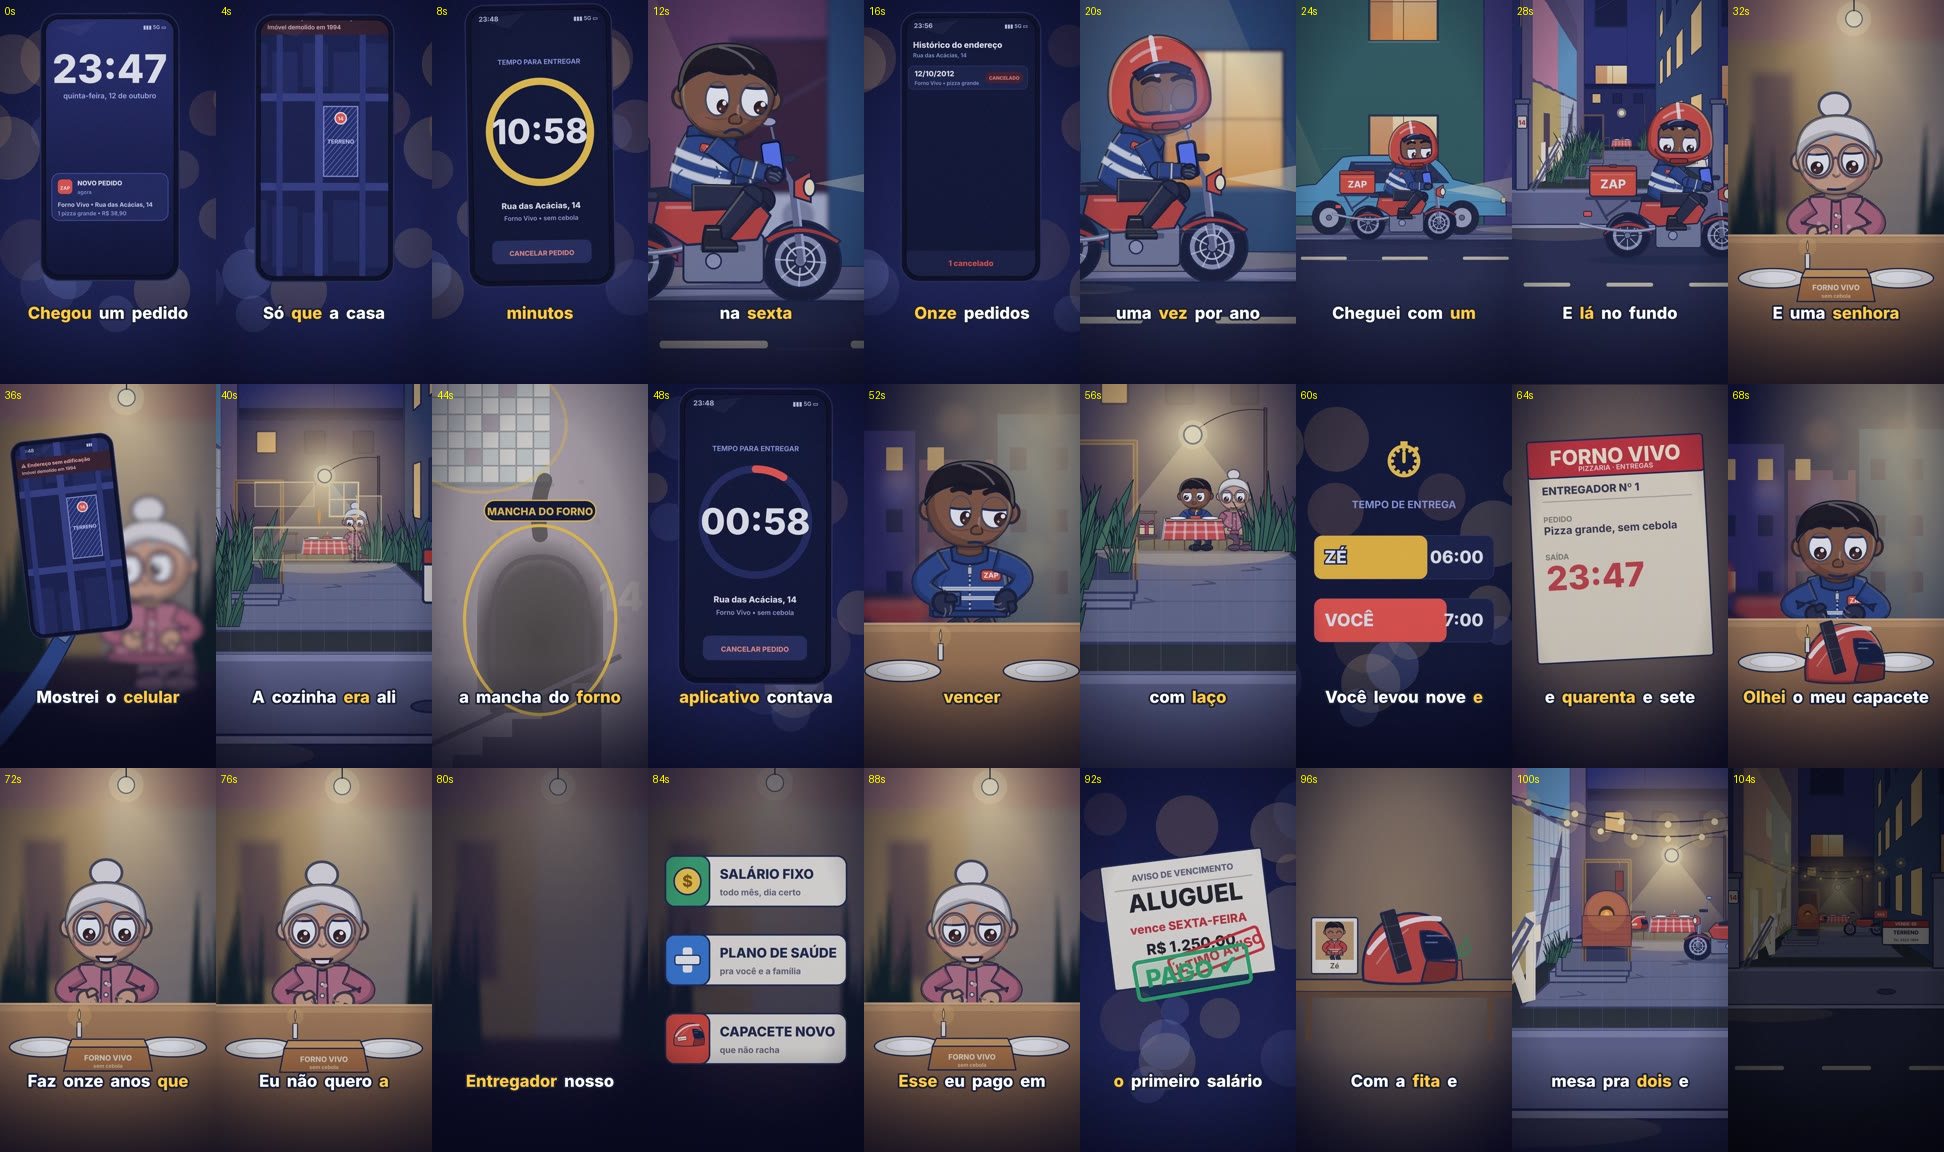 0s
23:47
quinta-feira, 12 de outubro
5G
ZAP
NOVO PEDIDO
agora
Forno Vivo • Rua das Acácias, 14
1 pizza grande • R$ 38,90
Chegou um pedido
4s
Imóvel demolido em 1994
14
TERRENO
Só que a casa
8s
23:48
5G
TEMPO PARA ENTREGAR
10:58
Rua das Acácias, 14
Forno Vivo • sem cebola
CANCELAR PEDIDO
minutos
12s
na sexta
16s
23:56
5G
Histórico do endereço
Rua das Acácias, 14
12/10/2012
Forno Vivo • pizza grande
CANCELADO
1 cancelado
Onze pedidos
20s
uma vez por ano
24s
ZAP
Cheguei com um
28s
14
ZAP
E lá no fundo
32s
FORNO VIVO
sem cebola
E uma senhora
36s
:48
Endereço sem edificação
Imóvel demolido em 1994
14
TERRENO
Mostrei o celular
40s
A cozinha era ali
44s
MANCHA DO FORNO
14
a mancha do forno
48s
23:48
5G
TEMPO PARA ENTREGAR
00:58
Rua das Acácias, 14
Forno Vivo • sem cebola
CANCELAR PEDIDO
aplicativo contava
52s
ZAP
vencer
56s
com laço
60s
TEMPO DE ENTREGA
ZÉ
06:00
VOCÊ
7:00
Você levou nove e
64s
FORNO VIVO
PIZZARIA · ENTREGAS
ENTREGADOR Nº 1
PEDIDO
Pizza grande, sem cebola
SAÍDA
23:47
e quarenta e sete
68s
Olhei o meu capacete
72s
FORNO VIVO
sem cebola
Faz onze anos que
76s
FORNO VIVO
sem cebola
Eu não quero a
80s
Entregador nosso
84s
SALÁRIO FIXO
todo mês, dia certo
PLANO DE SAÚDE
pra você e a família
CAPACETE NOVO
que não racha
88s
FORNO VIVO
sem cebola
Esse eu pago em
92s
AVISO DE VENCIMENTO
ALUGUEL
vence SEXTA-FEIRA
R$ 1.250,00
ÚLTIMO AVISO
PAGO ✓
o primeiro salário
96s
Zé
Com a fita e
100s
mesa pra dois e
104s
14
TERRENO